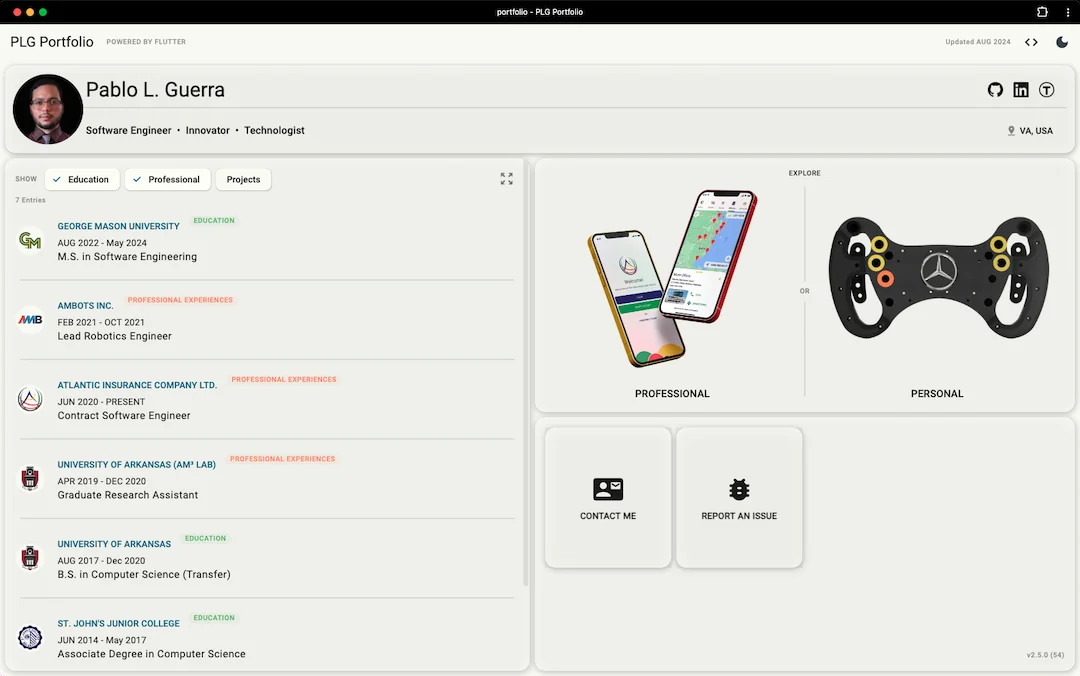 portfolio - PLG Portfolio
PLG Portfolio POWERED BY FLUTTER
Updated AUG 2024
Pablo L. Guerra
Software Engineer • Innovator • Technologist
VA, USA
SHOW Education Professional Projects
7 Entries
GEORGE MASON UNIVERSITY EDUCATION
AUG 2022 - May 2024
M.S. in Software Engineering
AMBOTS INC. PROFESSIONAL EXPERIENCES
FEB 2021 - OCT 2021
Lead Robotics Engineer
ATLANTIC INSURANCE COMPANY LTD. PROFESSIONAL EXPERIENCES
JUN 2020 - PRESENT
Contract Software Engineer
UNIVERSITY OF ARKANSAS (AM³ LAB) PROFESSIONAL EXPERIENCES
APR 2019 - DEC 2020
Graduate Research Assistant
UNIVERSITY OF ARKANSAS EDUCATION
AUG 2017 - Dec 2020
B.S. in Computer Science (Transfer)
ST. JOHN'S JUNIOR COLLEGE EDUCATION
JUN 2014 - May 2017
Associate Degree in Computer Science
EXPLORE
Welcome!
OR
PROFESSIONAL
PERSONAL
CONTACT ME
REPORT AN ISSUE
v2.5.0 (54)